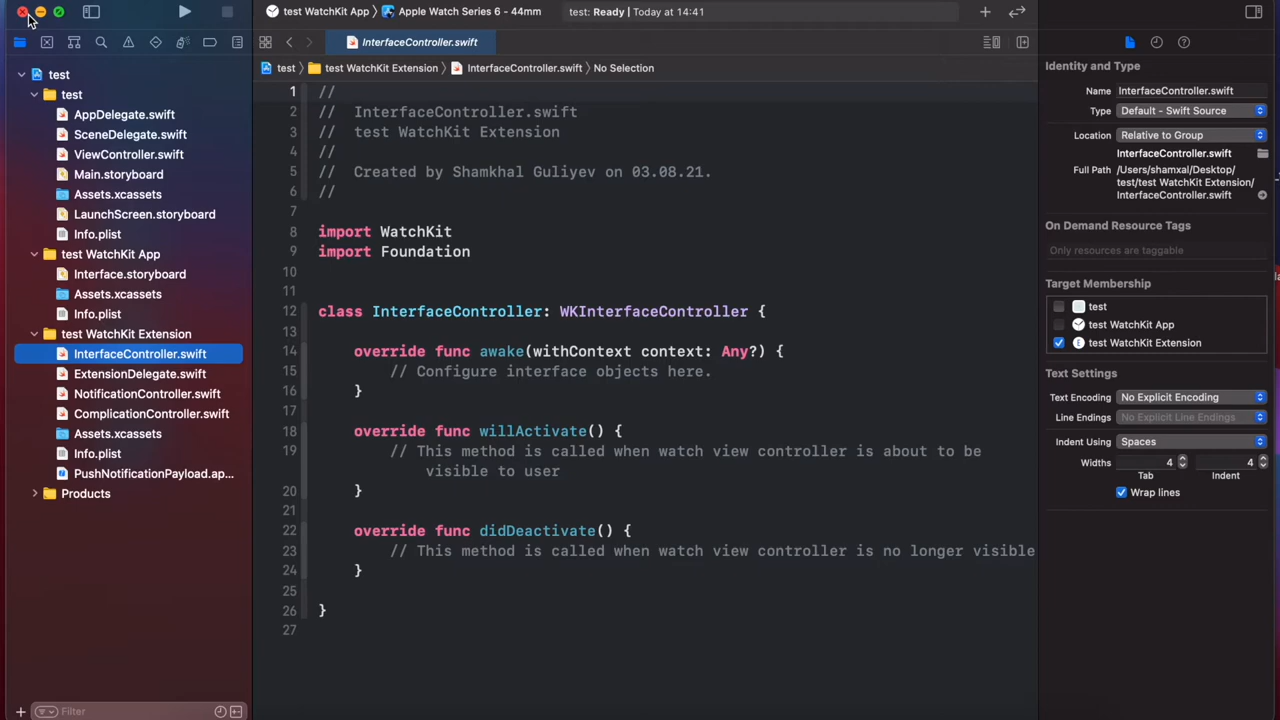 test WatchKit App 〉 Apple Watch Series 6 - 44mm
test: Ready | Today at 14:41
InterfaceController.swift
test 〉 test WatchKit Extension 〉 InterfaceController.swift 〉 No Selection
test
test
AppDelegate.swift
SceneDelegate.swift
ViewController.swift
Main.storyboard
Assets.xcassets
LaunchScreen.storyboard
Info.plist
test WatchKit App
Interface.storyboard
Assets.xcassets
Info.plist
test WatchKit Extension
InterfaceController.swift
ExtensionDelegate.swift
NotificationController.swift
ComplicationController.swift
Assets.xcassets
Info.plist
PushNotificationPayload.ap...
Products
Filter
1 //
2 // InterfaceController.swift
3 // test WatchKit Extension
4 //
5 // Created by Shamkhal Guliyev on 03.08.21.
6 //
7
8 import WatchKit
9 import Foundation
10
11
12 class InterfaceController: WKInterfaceController {
13
14 override func awake(withContext context: Any?) {
15 // Configure interface objects here.
16 }
17
18 override func willActivate() {
19 // This method is called when watch view controller is about to be
visible to user
20 }
21
22 override func didDeactivate() {
23 // This method is called when watch view controller is no longer visible
24 }
25
26 }
27
Identity and Type
Name InterfaceController.swift
Type Default - Swift Source
Location Relative to Group
InterfaceController.swift
Full Path /Users/shamxal/Desktop/
test/test WatchKit Extension/
InterfaceController.swift
On Demand Resource Tags
Only resources are taggable
Target Membership
test
test WatchKit App
E test WatchKit Extension
Text Settings
Text Encoding No Explicit Encoding
Line Endings No Explicit Line Endings
Indent Using Spaces
Widths 4 4
Tab Indent
Wrap lines